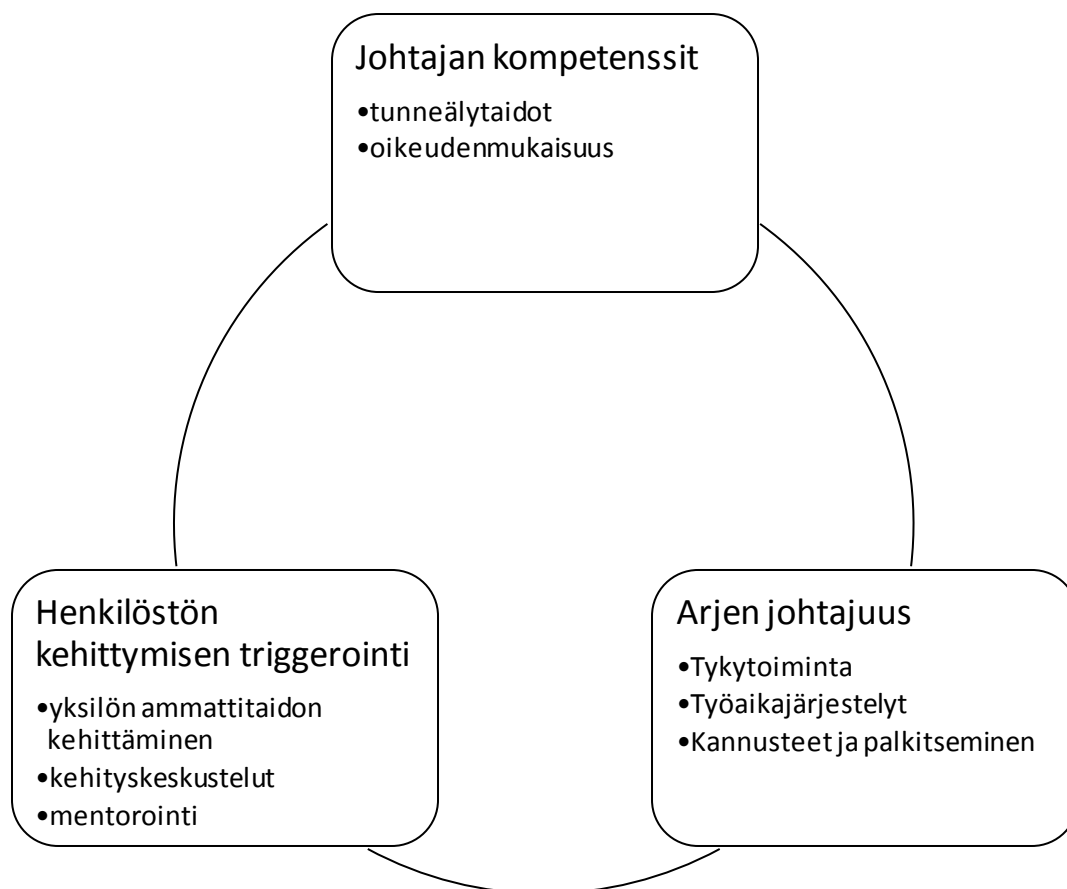 Johtajan kompetenssit
•tunneälytaidot
•oikeudenmukaisuus
Henkilöstön
kehittymisen triggerointi
•yksilön ammattitaidon
kehittäminen
•kehityskeskustelut
•mentorointi
Arjen johtajuus
•Tykytoiminta
•Työaikajärjestelyt
•Kannusteet ja palkitseminen